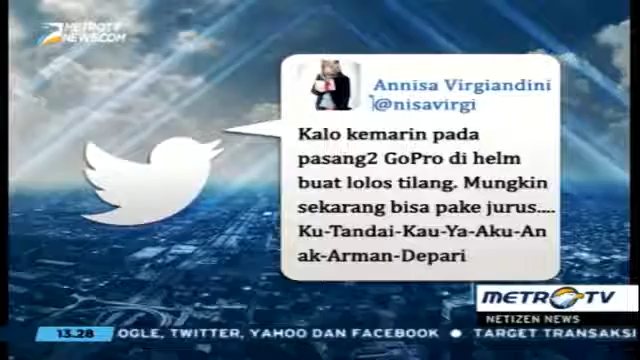 METROTV
NEWS.COM
Annisa Virgiandini
@nisavirgi
Kalo kemarin pada
pasang2 GoPro di helm
buat lolos tilang. Mungkin
sekarang bisa pake jurus....
Ku-Tandai-Kau-Ya-Aku-An
ak-Arman-Depari
METRO TV
NETIZEN NEWS
13.28 OGLE, TWITTER, YAHOO DAN FACEBOOK ● TARGET TRANSAKSI